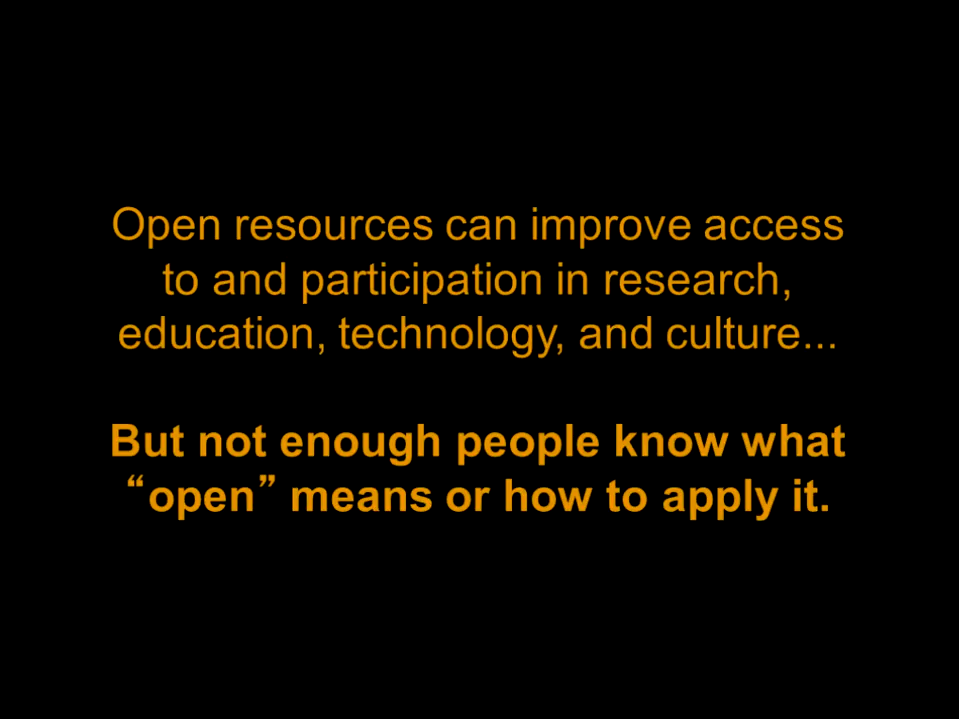 Open resources can improve access
to and participation in research,
education, technology, and culture...
But not enough people know what
“open” means or how to apply it.